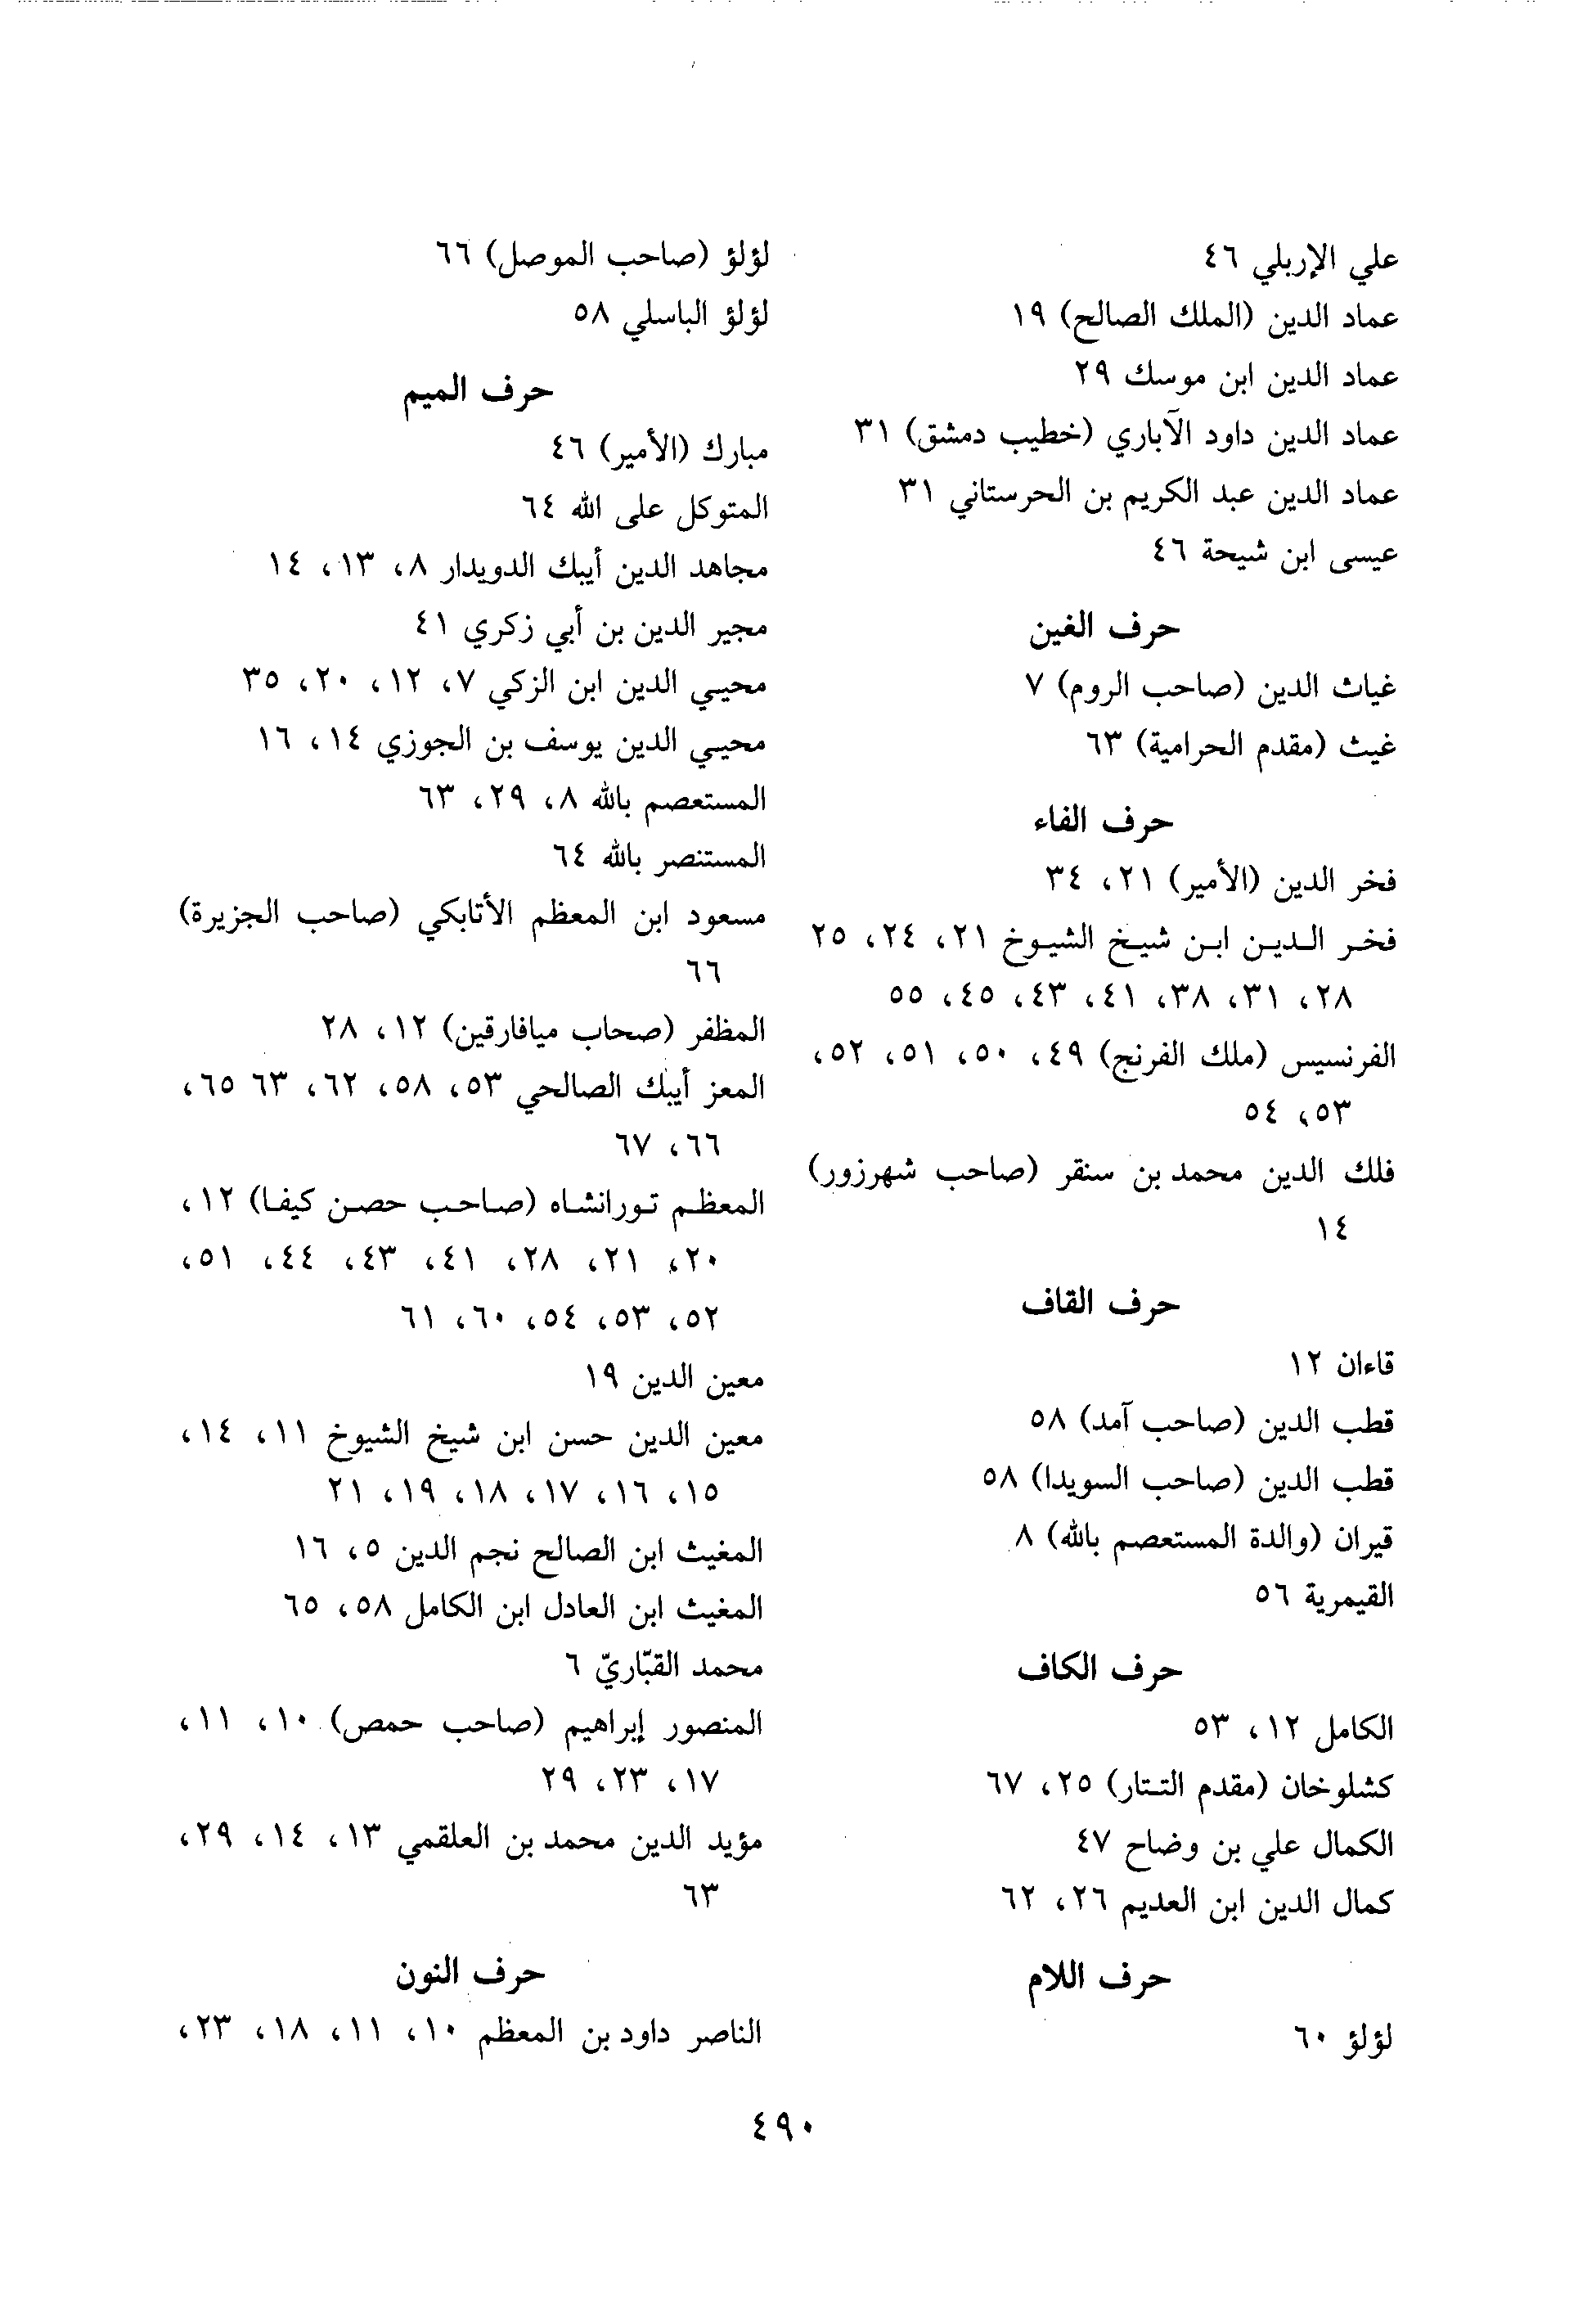 علي الإربلي ٤٦
عماد الدين (الملك الصالح) ١٩
عماد الدين ابن موسك ٢٩
عماد الدين داود الآباري (خطيب دمشق) ٣١
عماد الدين عبد الكريم بن الحرستاني ٣١
عيسى ابن شيحة ٤٦
حرف الغين
غياث الدين (صاحب الروم) ٧
غيث (مقدم الحرامية) ٦٣
حرف الفاء
فخر الدين (الأمير) ٢١، ٣٤
فخر الدين ابن شيخ الشيوخ ٢١، ٢٤، ٢٥
٢٨، ٣١، ٣٨، ٤١، ٤٣، ٤٥، ٥٥
الفرنسيس (ملك الفرنج) ٤٩، ٥٠، ٥١، ٥٢،
٥٣، ٥٤
فلك الدين محمد بن سنقر (صاحب شهرزور)
١٤
حرف القاف
قاءان ١٢
قطب الدين (صاحب آمد) ٥٨
قطب الدين (صاحب السويدا) ٥٨
قيران (والدة المستعصم بالله) ٨
القيمرية ٥٦
حرف الكاف
الكامل ١٢، ٥٣
كشلوخان (مقدم التتار) ٢٥، ٦٧
الكمال علي بن وضاح ٤٧
كمال الدين ابن العديم ٢٦، ٦٢
حرف اللام
لؤلؤ ٦٠
لؤلؤ (صاحب الموصل) ٦٦
لؤلؤ الباسلي ٥٨
حرف الميم
مبارك (الأمير) ٤٦
المتوكل على الله ٦٤
مجاهد الدين أيبك الدويدار ٨، ١٣، ١٤
مجير الدين بن أبي زكري ٤١
محيي الدين ابن الزكي ٧، ١٢، ٢٠، ٣٥
محيي الدين يوسف بن الجوزي ١٤، ١٦
المستعصم بالله ٨، ٢٩، ٦٣
المستنصر بالله ٦٤
مسعود ابن المعظم الأتابكي (صاحب الجزيرة)
٦٦
المظفر (صحاب ميافارقين) ١٢، ٢٨
المعز أيبك الصالحي ٥٣، ٥٨، ٦٢، ٦٣ ٦٥،
٦٦، ٦٧
المعظم تورانشاه (صاحب حصن كيفا) ١٢،
٢٠، ٢١، ٢٨، ٤١، ٤٣، ٤٤، ٥١،
٥٢، ٥٣، ٥٤، ٦٠، ٦١
معين الدين ١٩
معين الدين حسن ابن شيخ الشيوخ ١١، ١٤،
١٥، ١٦، ١٧، ١٨، ١٩، ٢١
المغيث ابن الصالح نجم الدين ٥، ١٦
المغيث ابن العادل ابن الكامل ٥٨، ٦٥
محمد القبّاريّ ٦
المنصور إبراهيم (صاحب حمص) ١٠، ١١،
١٧، ٢٣، ٢٩
مؤيد الدين محمد بن العلقمي ١٣، ١٤، ٢٩،
٦٣
حرف النون
الناصر داود بن المعظم ١٠، ١١، ١٨، ٢٣،
٤٩٠